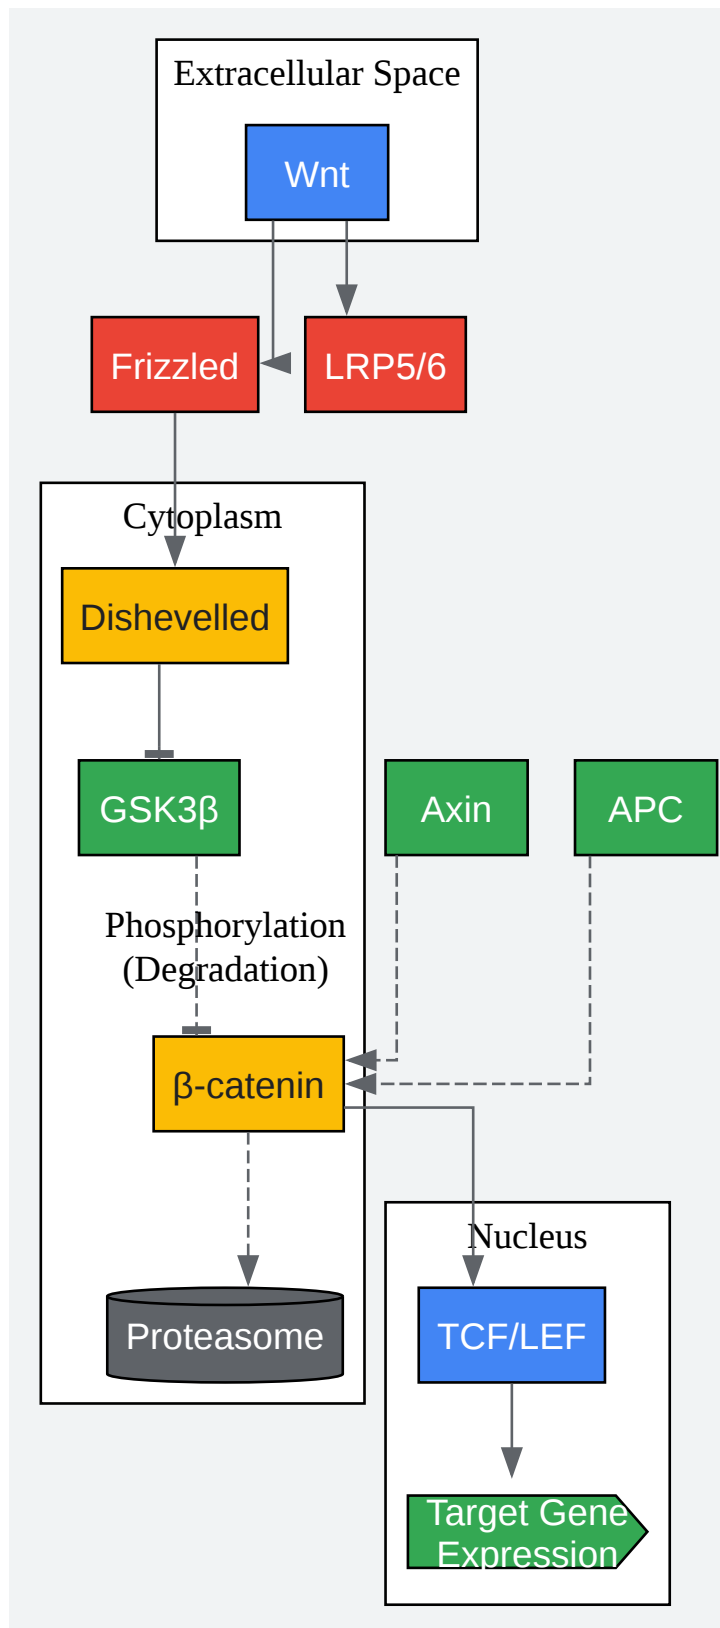 Extracellular Space
Wnt
Frizzled
LRP5/6
Cytoplasm
Dishevelled
GSK3β
Axin
APC
Phosphorylation
(Degradation)
β-catenin
Nucleus
Proteasome
TCF/LEF
Target Gene
Expression